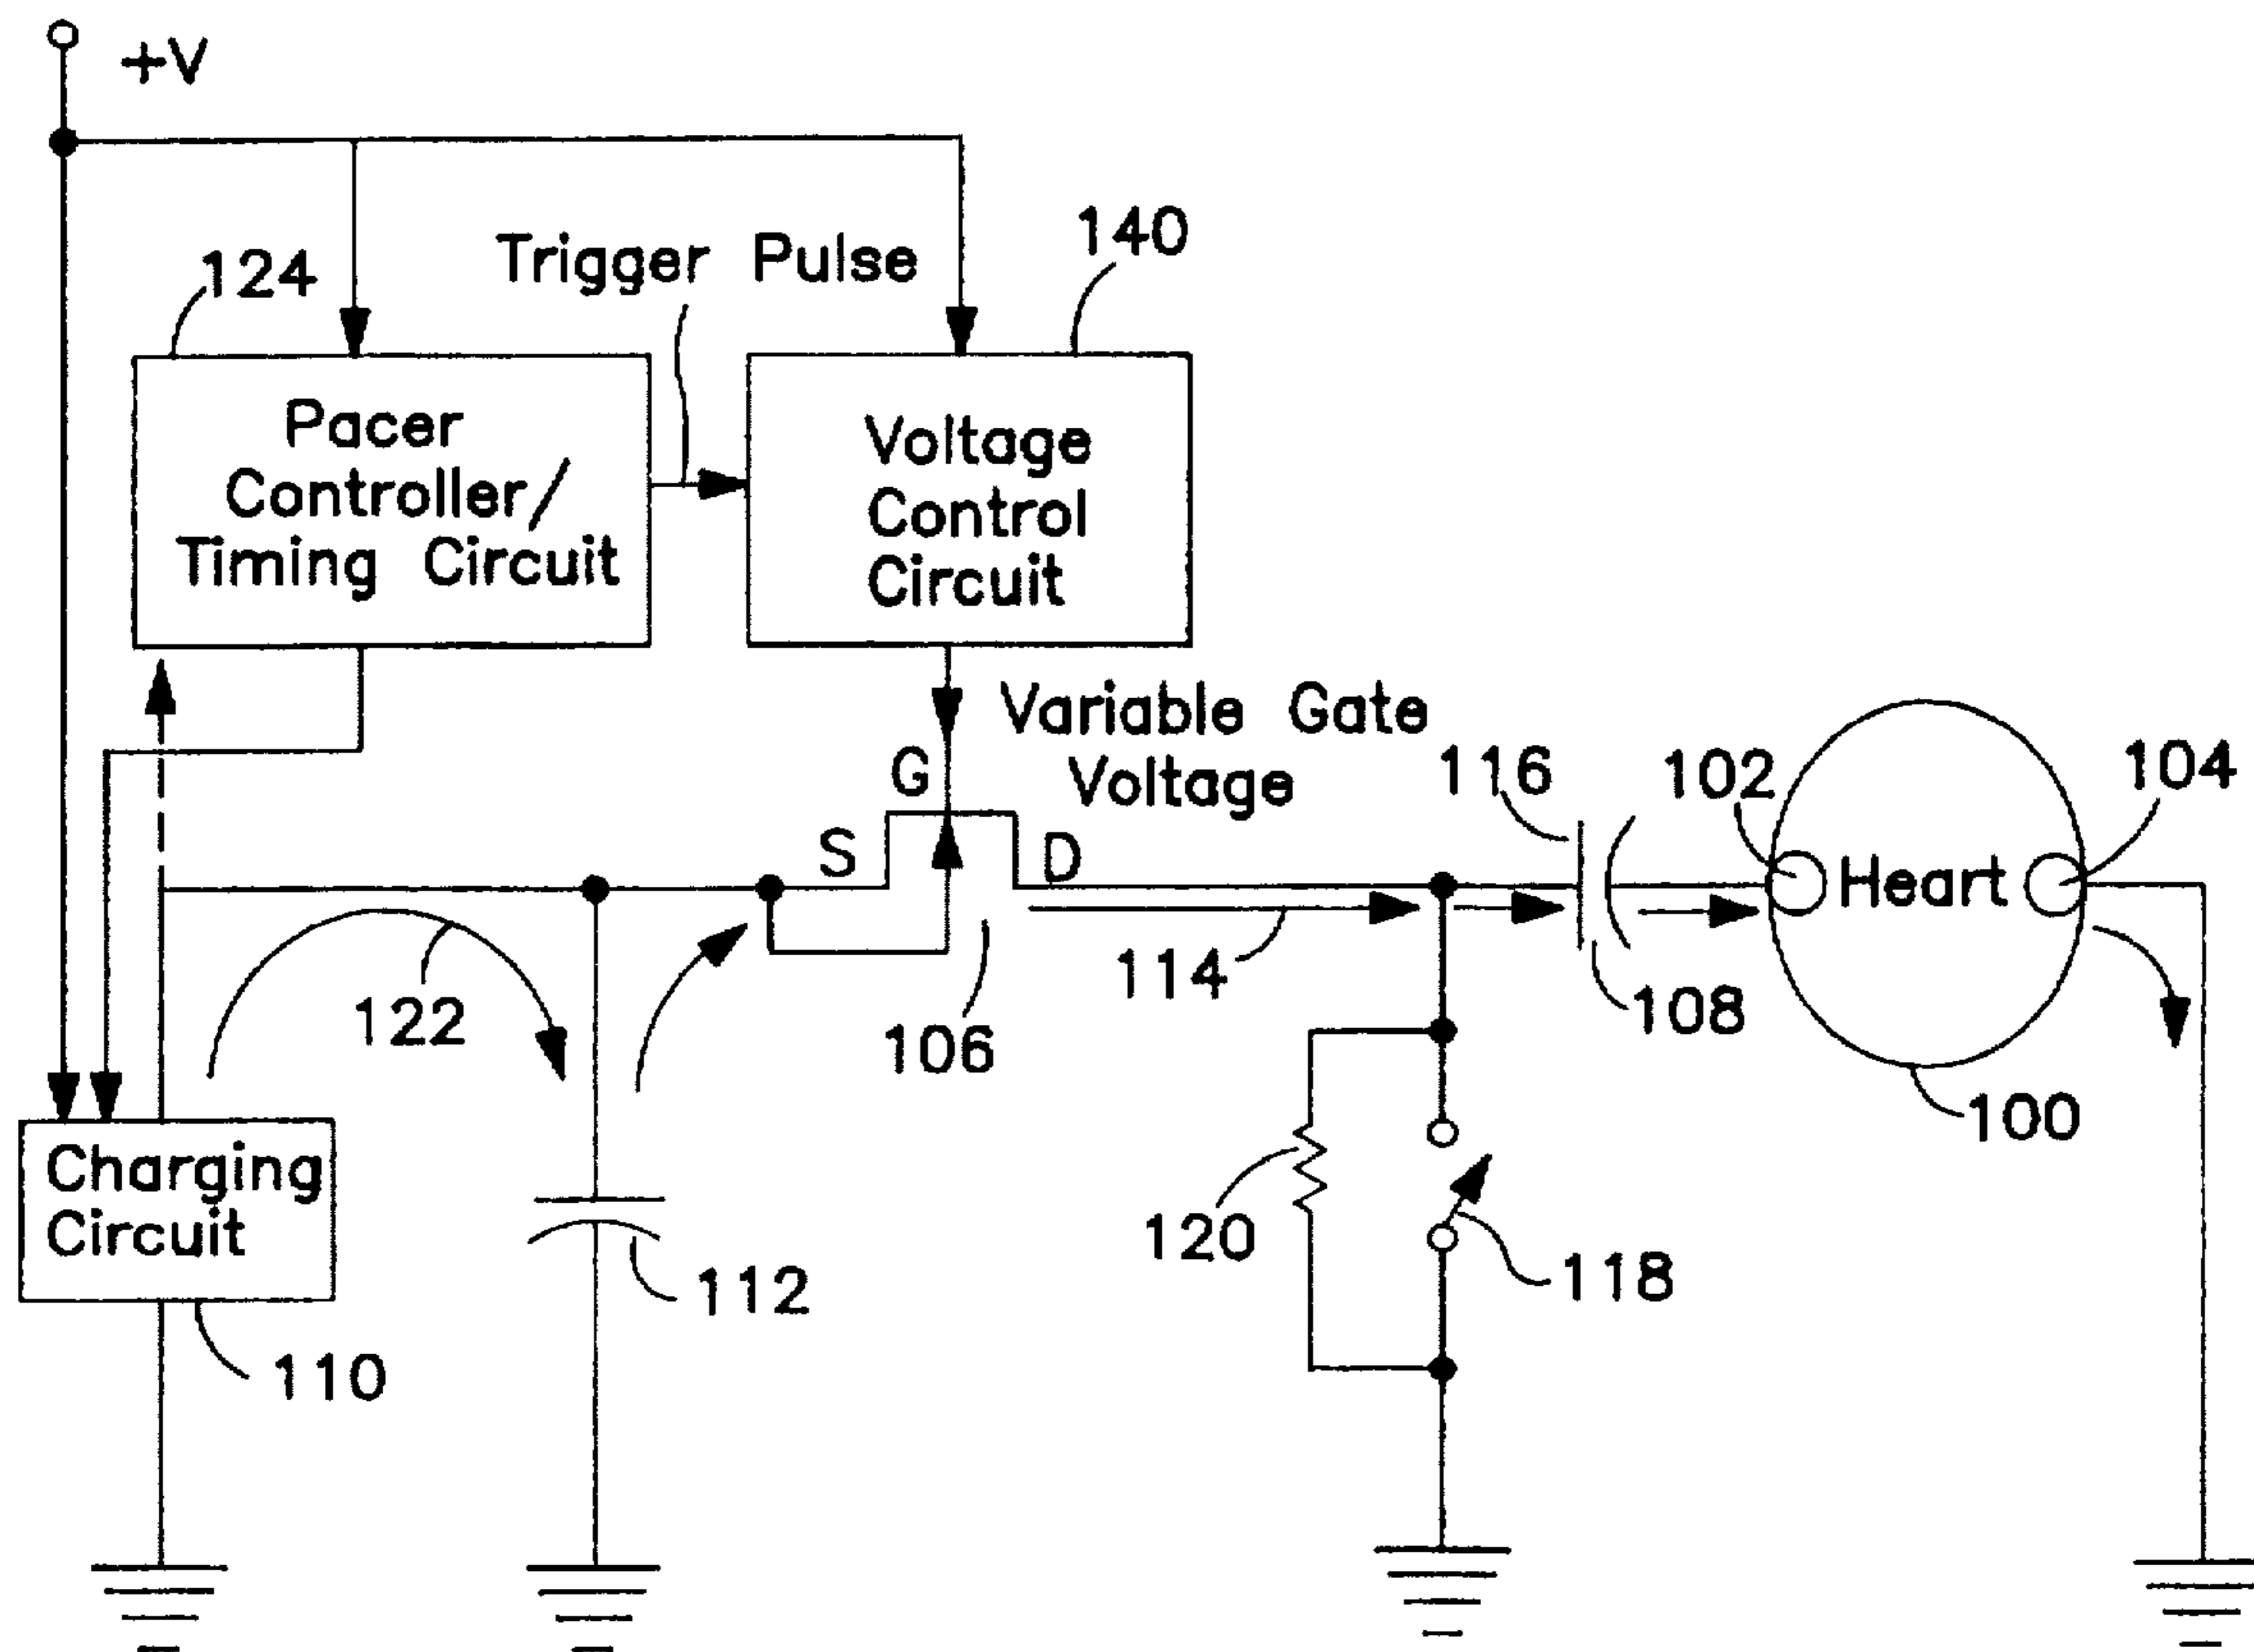 +V
124
Trigger Pulse
140
Pacer
Controller/
Timing Circuit
Voltage
Control
Circuit
Variable Gate
Voltage
G
S
D
116
102
104
Heart
122
114
106
108
100
Charging
Circuit
120
118
112
110